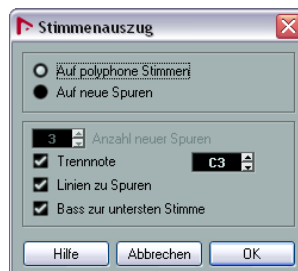 Stimmenauszug
Auf polyphone Stimmen
Auf neue Spuren
3 Anzahl neuer Spuren
Trennnote C3
Linien zu Spuren
Bass zur untersten Stimme
Hilfe Abbrechen OK